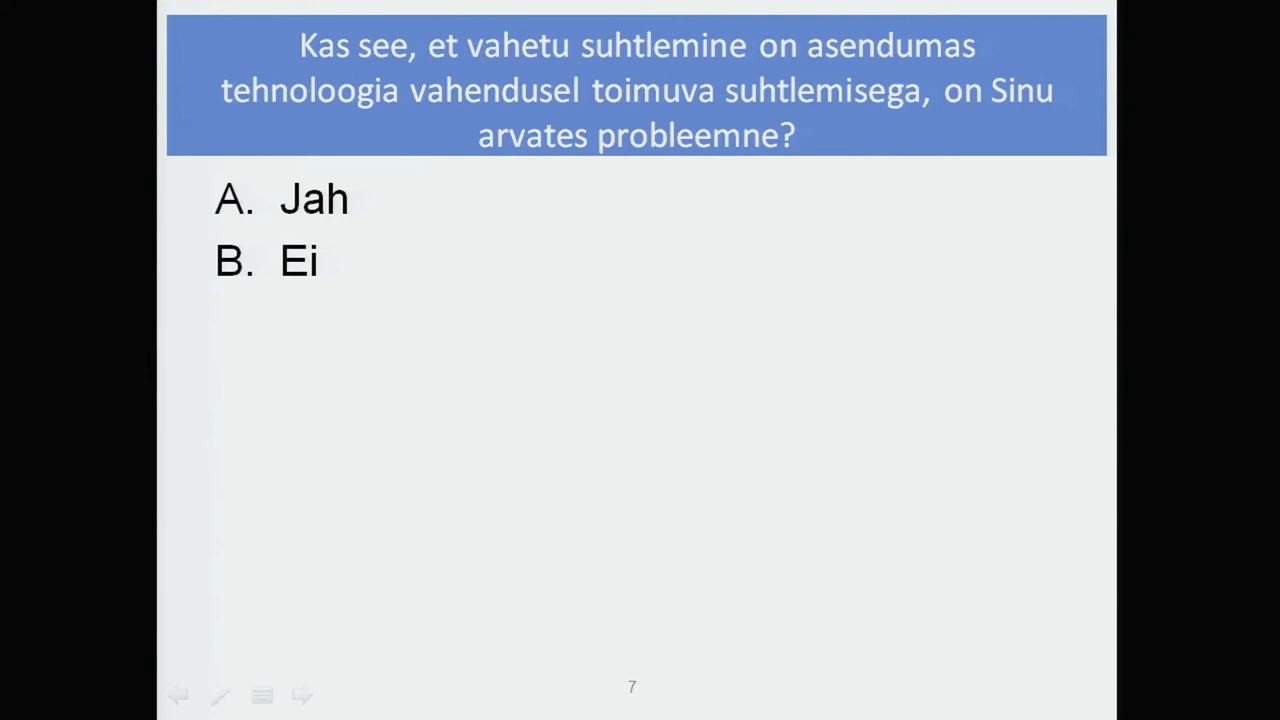 Kas see, et vahetu suhtlemine on asendumas
tehnoloogia vahendusel toimuva suhtlemisega, on Sinu
arvates probleemne?
A. Jah
B. Ei
7